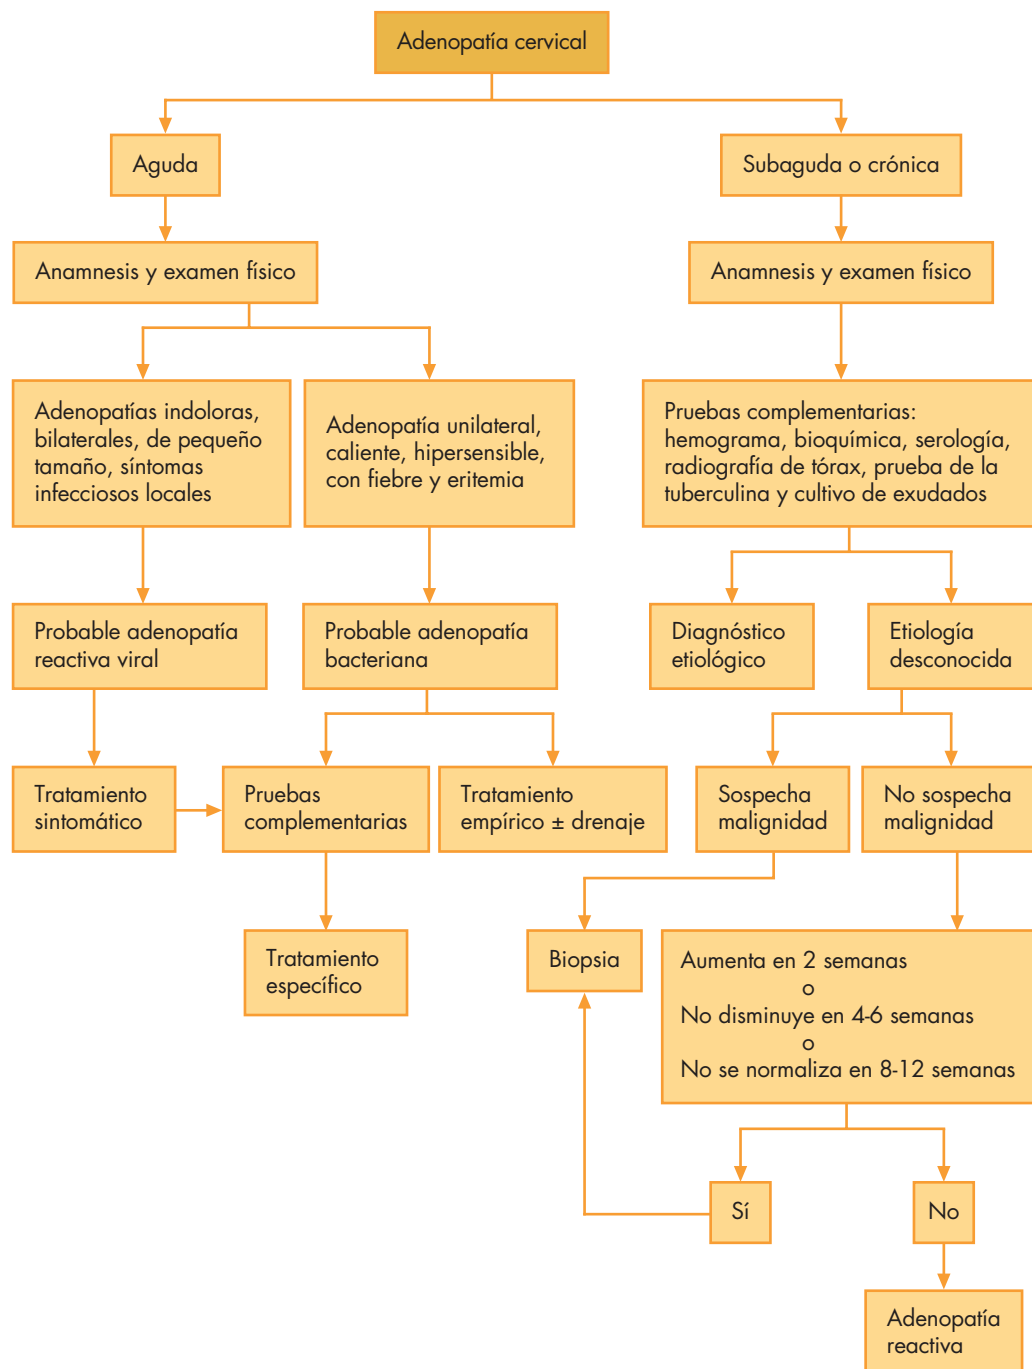 Adenopatía cervical
Aguda
Subaguda o crónica
Anamnesis y examen físico
Anamnesis y examen físico
Adenopatías indoloras,
bilaterales, de pequeño
tamaño, síntomas
infecciosos locales
Adenopatía unilateral,
caliente, hipersensible,
con fiebre y eritemia
Pruebas complementarias:
hemograma, bioquímica, serología,
radiografía de tórax, prueba de la
tuberculina y cultivo de exudados
Probable adenopatía
reactiva viral
Probable adenopatía
bacteriana
Diagnóstico
etiológico
Etiología
desconocida
Tratamiento
sintomático
Pruebas
complementarias
Tratamiento
empírico ± drenaje
Sospecha
malignidad
No sospecha
malignidad
Tratamiento
específico
Biopsia
Aumenta en 2 semanas
o
No disminuye en 4-6 semanas
o
No se normaliza en 8-12 semanas
Sí
No
Adenopatía
reactiva